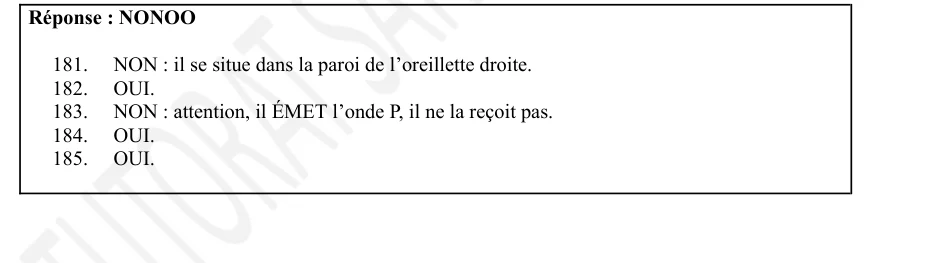 Réponse : NONOO
181. NON : il se situe dans la paroi de l’oreillette droite.
182. OUI.
183. NON : attention, il ÉMET l’onde P, il ne la reçoit pas.
184. OUI.
185. OUI.
TUTORAT